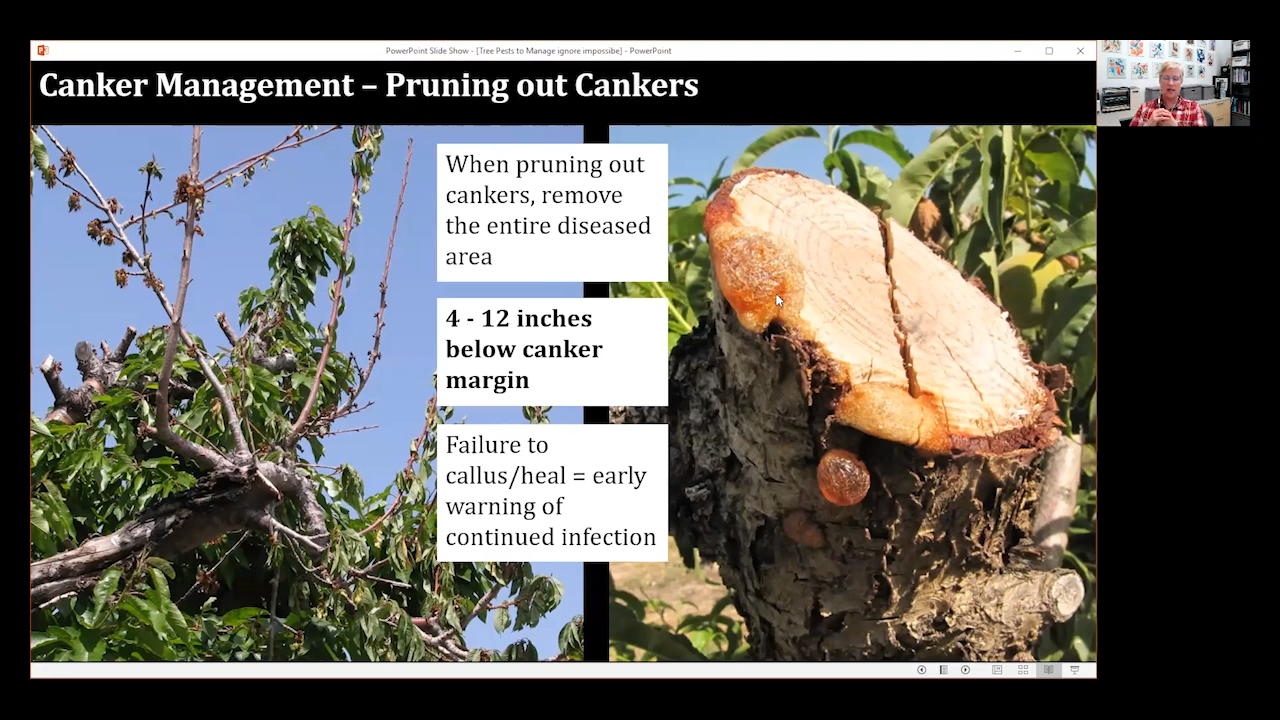 PowerPoint Slide Show - [Tree Pests to Manage ignore impossibe] - PowerPoint
Canker Management – Pruning out Cankers
When pruning out
cankers, remove
the entire diseased
area
4 - 12 inches
below canker
margin
Failure to
callus/heal = early
warning of
continued infection